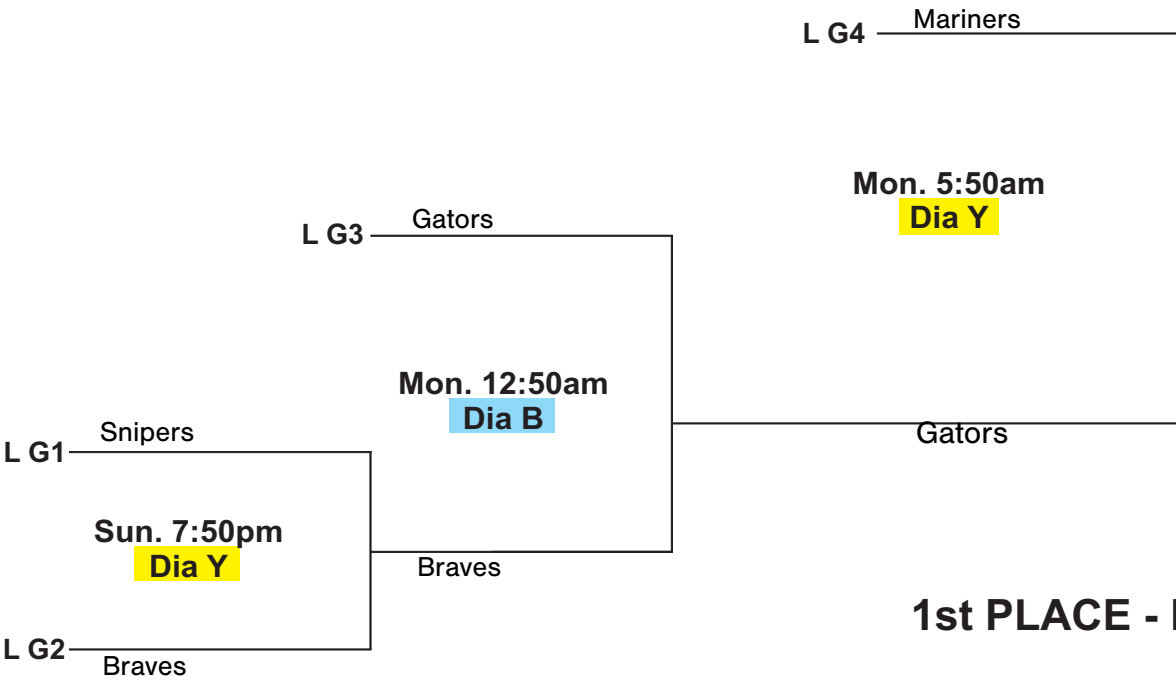 Mariners
L G4
Mon. 5:50am
Dia Y
Gators
L G3
Mon. 12:50am
Dia B
Gators
Snipers
L G1
Sun. 7:50pm
Dia Y
Braves
1st PLACE -
L G2
Braves